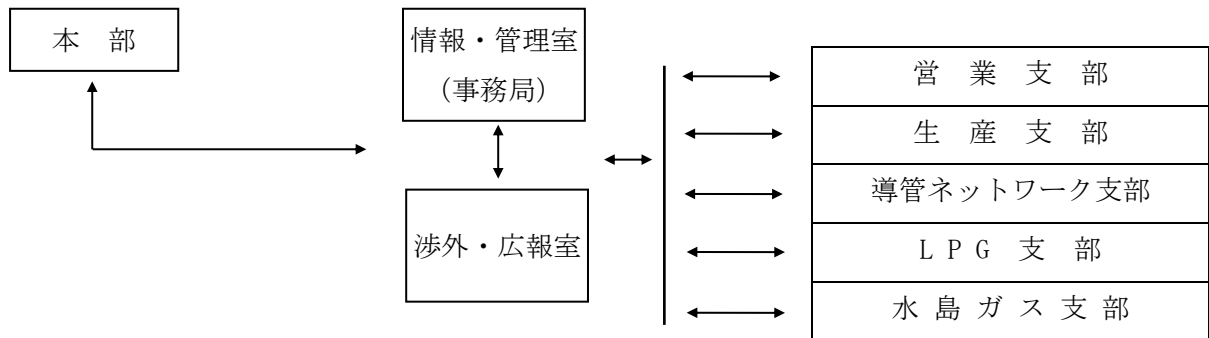 本　部
情報・管理室
（事務局）
渉外・広報室
営　業　支　部
生　産　支　部
導管ネットワーク支部
ＬＰＧ　支　部
水 島 ガ ス 支 部